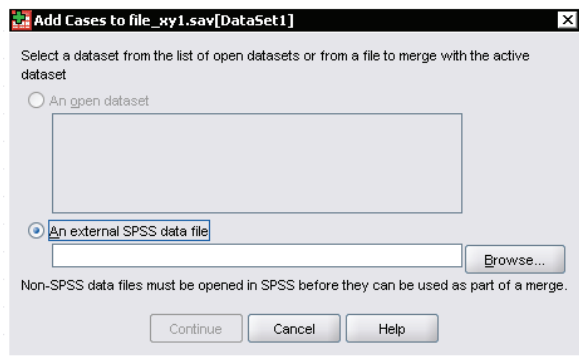 Add Cases to file_xy1.sav[DataSet1]
Select a dataset from the list of open datasets or from a file to merge with the active
dataset
An open dataset
An external SPSS data file
Browse...
Non-SPSS data files must be opened in SPSS before they can be used as part of a merge.
Continue Cancel Help